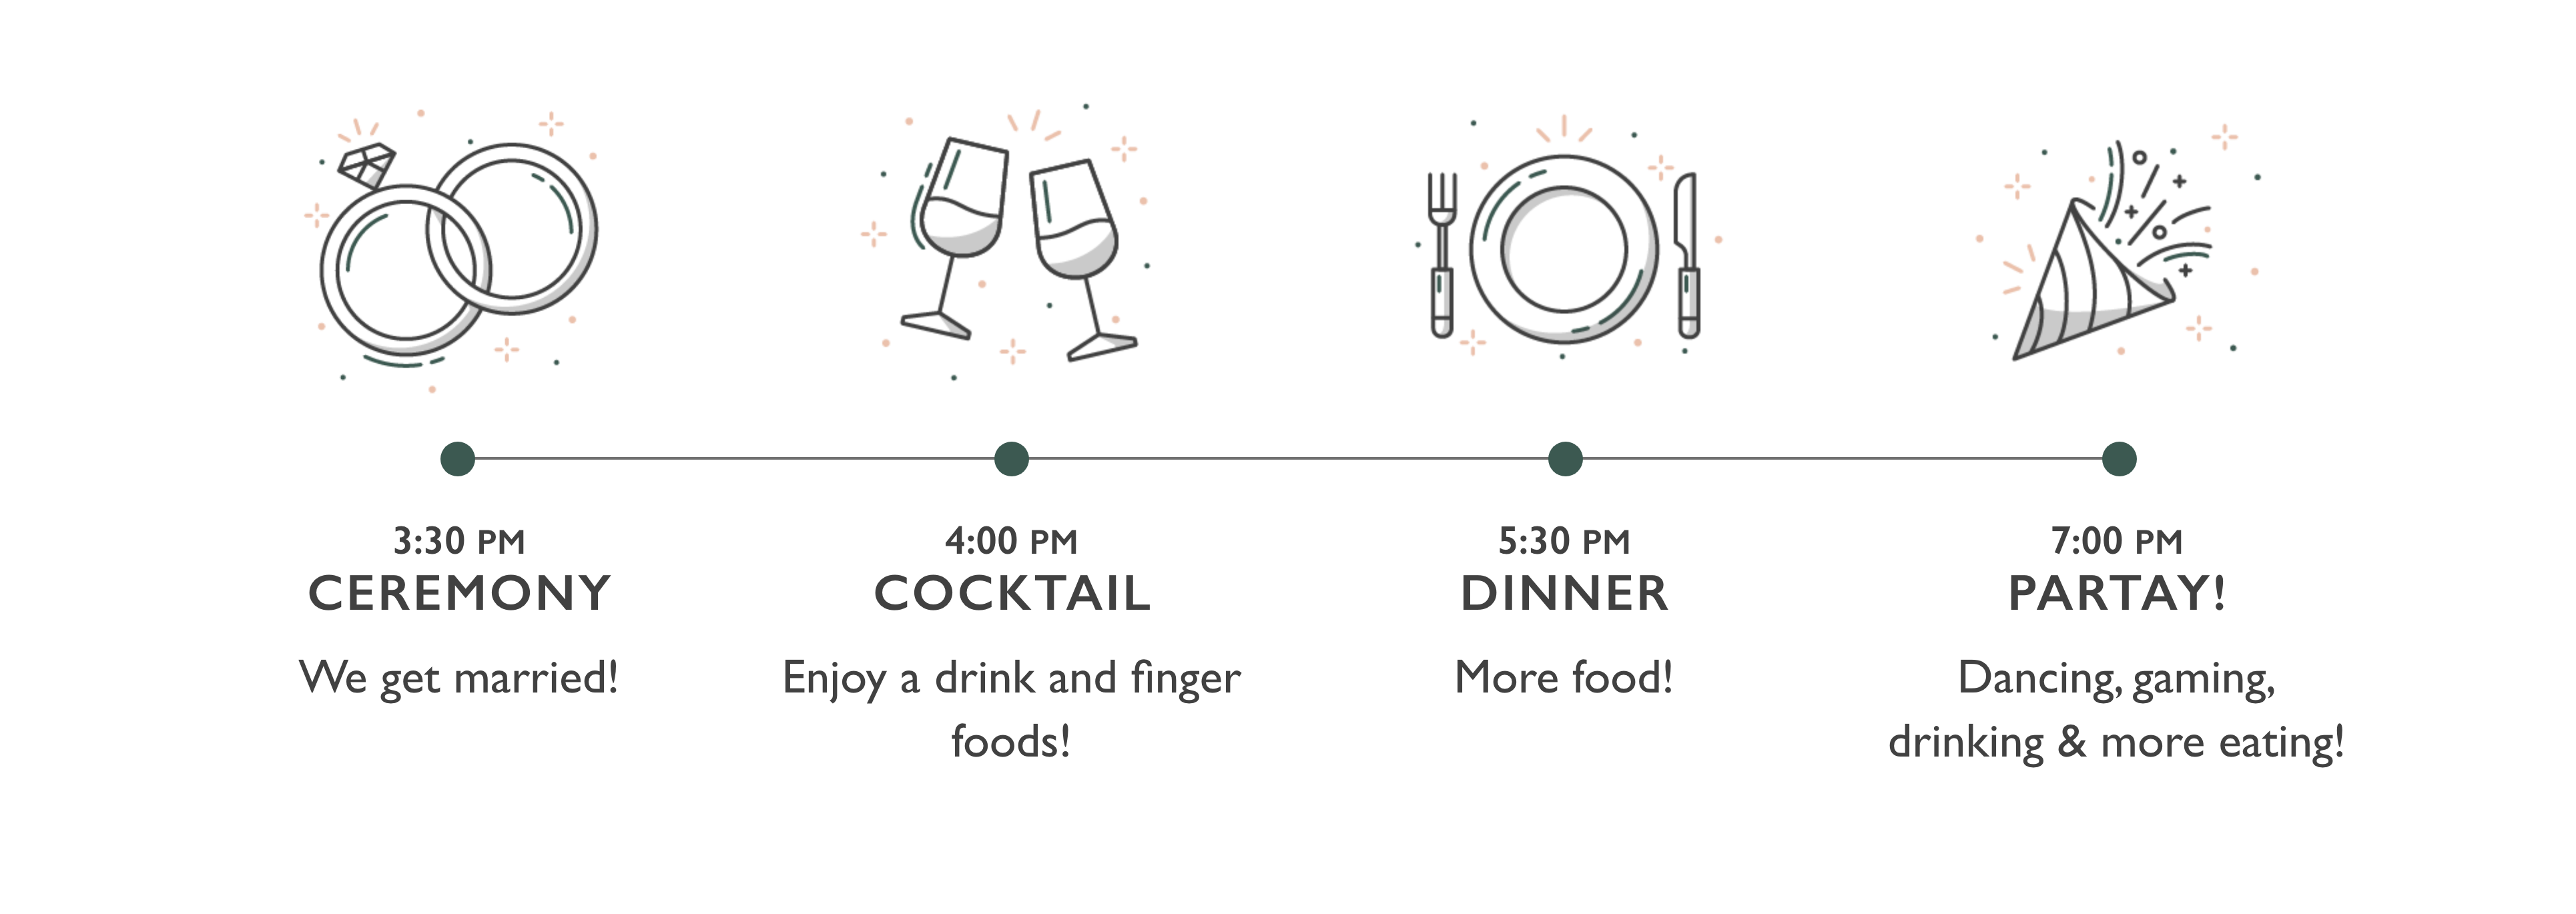 3:30 PM
CEREMONY
We get married!
4:00 PM
COCKTAIL
Enjoy a drink and finger
foods!
5:30 PM
DINNER
More food!
7:00 PM
PARTAY!
Dancing, gaming,
drinking & more eating!